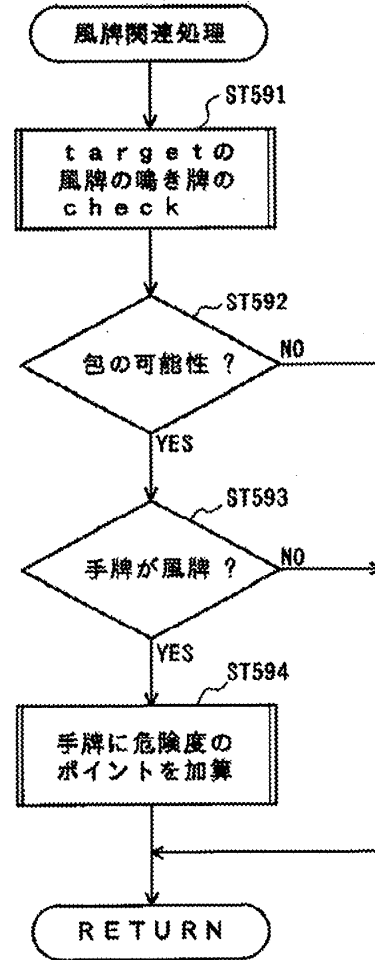 風牌関連処理
ST591
ｔａｒｇｅｔの
風牌の鳴き牌の
ｃｈｅｃｋ
ST592
包の可能性 ?
NO
YES
ST593
手牌が風牌 ?
NO
YES
ST594
手牌に危険度の
ポイントを加算
ＲＥＴＵＲＮ